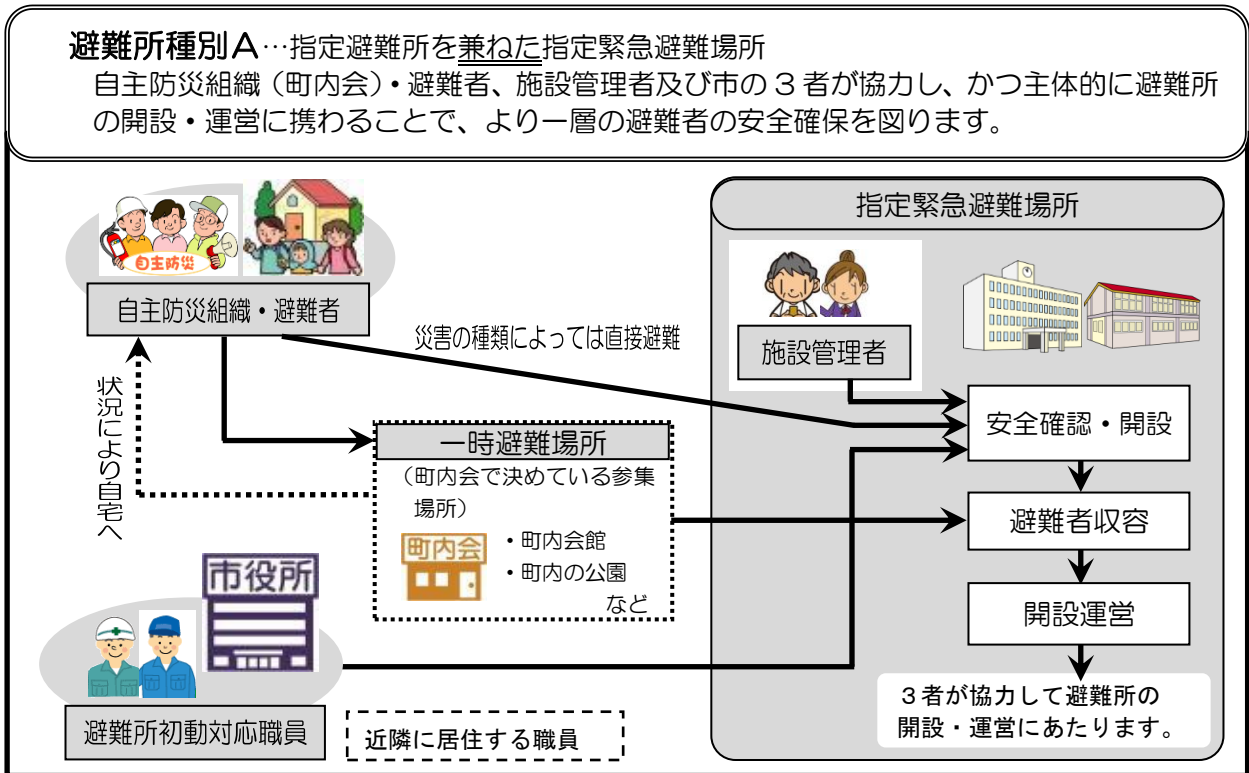 避難所種別A…指定避難所を兼ねた指定緊急避難場所
自主防災組織（町内会）・避難者、施設管理者及び市の３者が協力し、かつ主体的に避難所
の開設・運営に携わることで、より一層の避難者の安全確保を図ります。
自主防災
自主防災組織・避難者
災害の種類によっては直接避難
状況により自宅へ
一時避難場所
（町内会で決めている参集
場所）
町内会
・町内会館
・町内の公園
など
市役所
避難所初動対応職員
近隣に居住する職員
指定緊急避難場所
施設管理者
安全確認・開設
避難者収容
開設運営
３者が協力して避難所の
開設・運営にあたります。